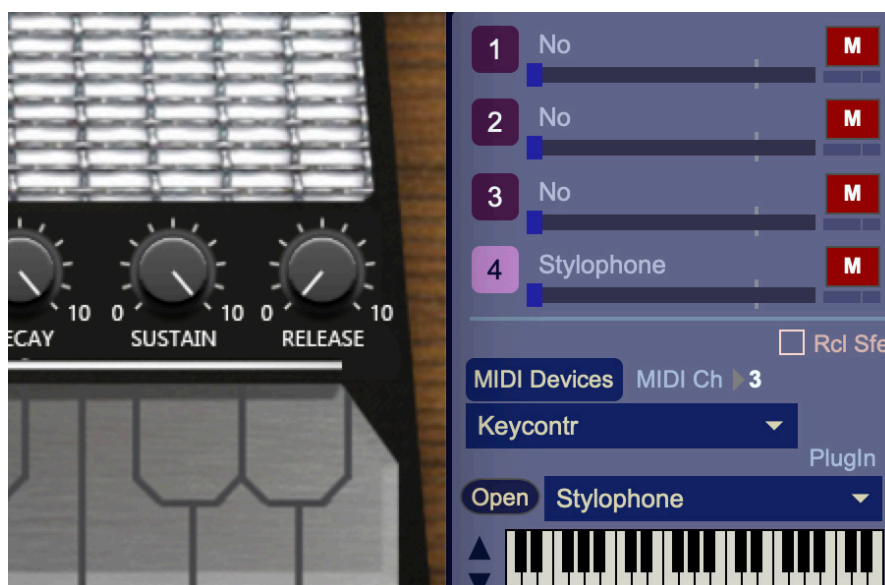 10 0 10 0 10
ECAY SUSTAIN RELEASE
1 No M
2 No M
3 No M
4 Stylophone M
Rcl Sfe
MIDI Devices MIDI Ch 3
Keycontr
PlugIn
Open Stylophone